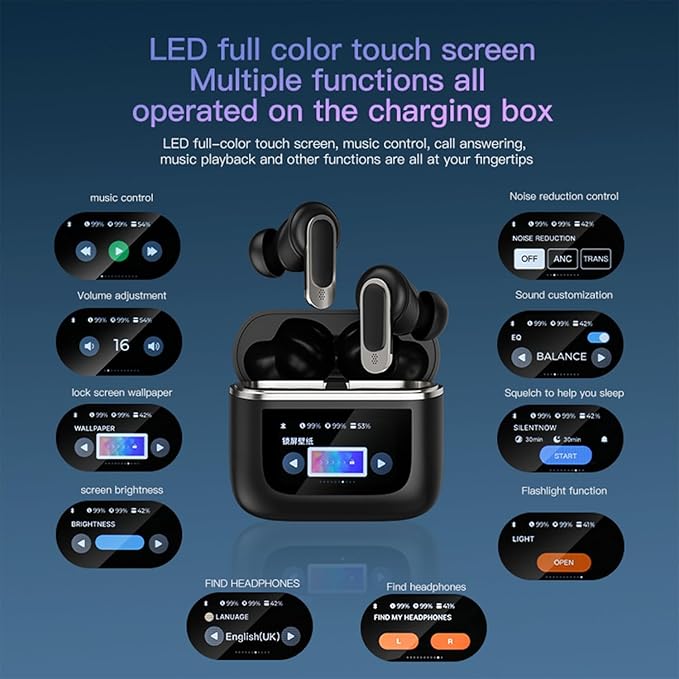 LED full color touch screen
Multiple functions all
operated on the charging box
LED full-color touch screen, music control, call answering,
music playback and other functions are all at your fingertips
music control
99% 99% 54%
Volume adjustment
99% 99% 54%
16
lock screen wallpaper
99% 99% 42%
WALLPAPER
screen brightness
99% 99% 42%
BRIGHTNESS
FIND HEADPHONES
99% 99% 42%
LANUAGE
English(UK)
99% 99% 53%
锁屏壁纸
Noise reduction control
99% 99% 42%
NOISE REDUCTION
OFF ANC TRANS
Sound customization
99% 99% 42%
EQ
BALANCE
Squelch to help you sleep
99% 99% 42%
SILENTNOW
30min 30min
START
Flashlight function
99% 99% 41%
LIGHT
OPEN
Find headphones
99% 99% 41%
FIND MY HEADPHONES
L R